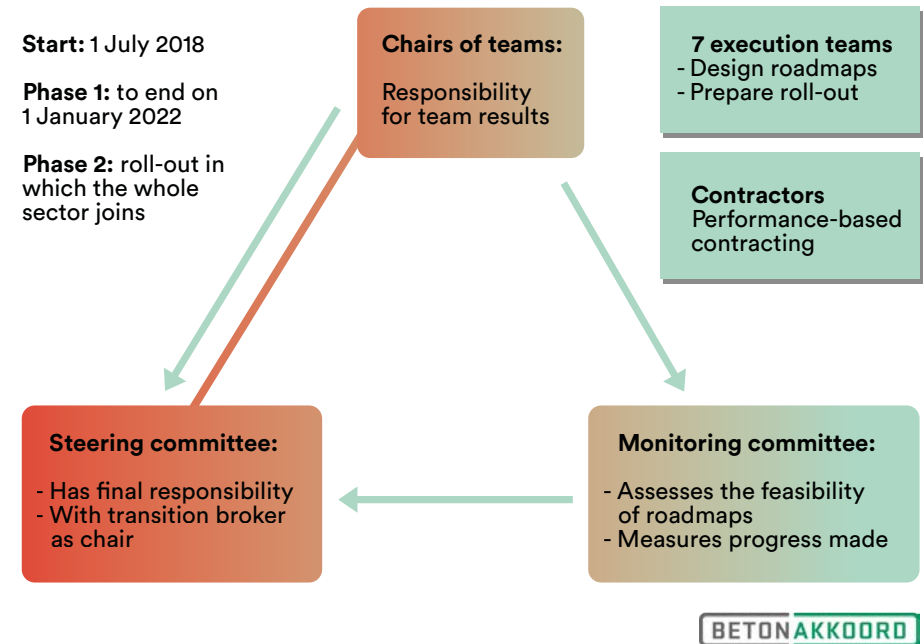 Start: 1 July 2018
Phase 1: to end on
1 January 2022
Phase 2: roll-out in
which the whole
sector joins
Chairs of teams:
Responsibility
for team results
7 execution teams
- Design roadmaps
- Prepare roll-out
Contractors
Performance-based
contracting
Steering committee:
- Has final responsibility
- With transition broker
as chair
Monitoring committee:
- Assesses the feasibility
of roadmaps
- Measures progress made
BETONAKKOORD